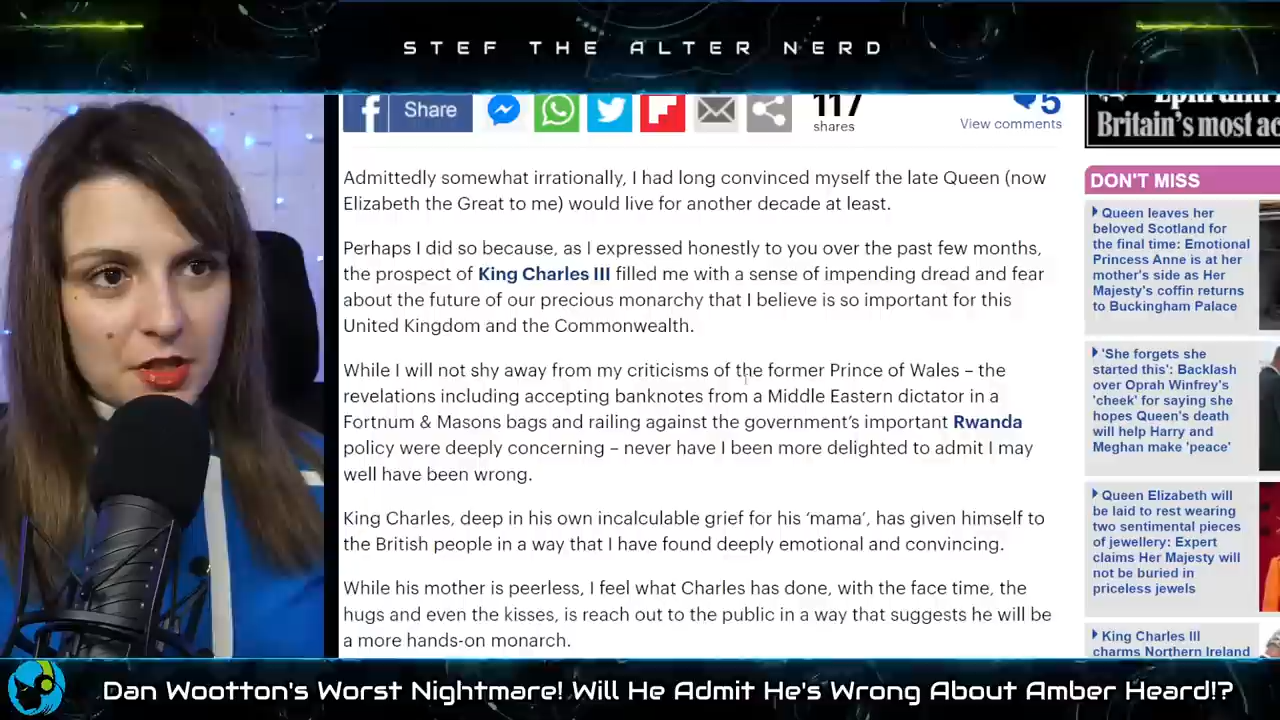 STEF THE ALTER NERD
Share
117
shares
5
View comments
Britain's most ac
Admittedly somewhat irrationally, I had long convinced myself the late Queen (now
Elizabeth the Great to me) would live for another decade at least.
Perhaps I did so because, as I expressed honestly to you over the past few months,
the prospect of King Charles III filled me with a sense of impending dread and fear
about the future of our precious monarchy that I believe is so important for this
United Kingdom and the Commonwealth.
While I will not shy away from my criticisms of the former Prince of Wales – the
revelations including accepting banknotes from a Middle Eastern dictator in a
Fortnum & Masons bags and railing against the government's important Rwanda
policy were deeply concerning – never have I been more delighted to admit I may
well have been wrong.
King Charles, deep in his own incalculable grief for his ‘mama’, has given himself to
the British people in a way that I have found deeply emotional and convincing.
While his mother is peerless, I feel what Charles has done, with the face time, the
hugs and even the kisses, is reach out to the public in a way that suggests he will be
a more hands-on monarch.
DON'T MISS
Queen leaves her
beloved Scotland for
the final time: Emotional
Princess Anne is at her
mother's side as Her
Majesty's coffin returns
to Buckingham Palace
'She forgets she
started this': Backlash
over Oprah Winfrey's
'cheek' for saying she
hopes Queen's death
will help Harry and
Meghan make 'peace'
Queen Elizabeth will
be laid to rest wearing
two sentimental pieces
of jewellery: Expert
claims Her Majesty will
not be buried in
priceless jewels
King Charles III
charms Northern Ireland
Dan Wootton's Worst Nightmare! Will He Admit He's Wrong About Amber Heard!?